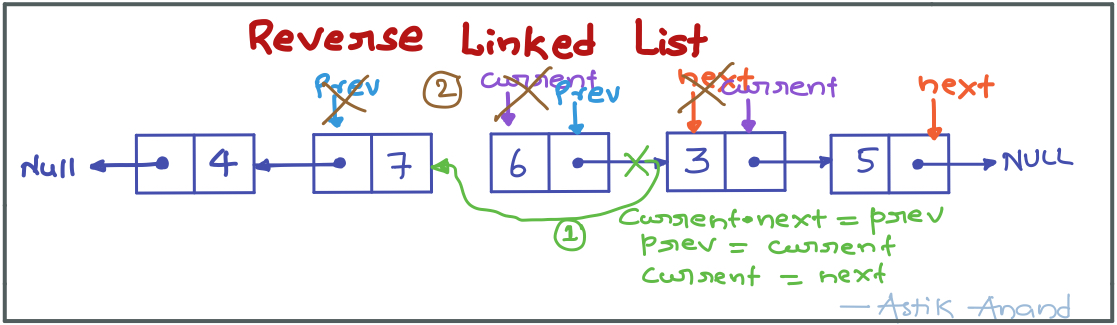 Reverse Linked List
prev ② current prev next current next
Null 4 7 6 3 5 NULL
①
current.next = prev
prev = current
current = next
— Astik Anand